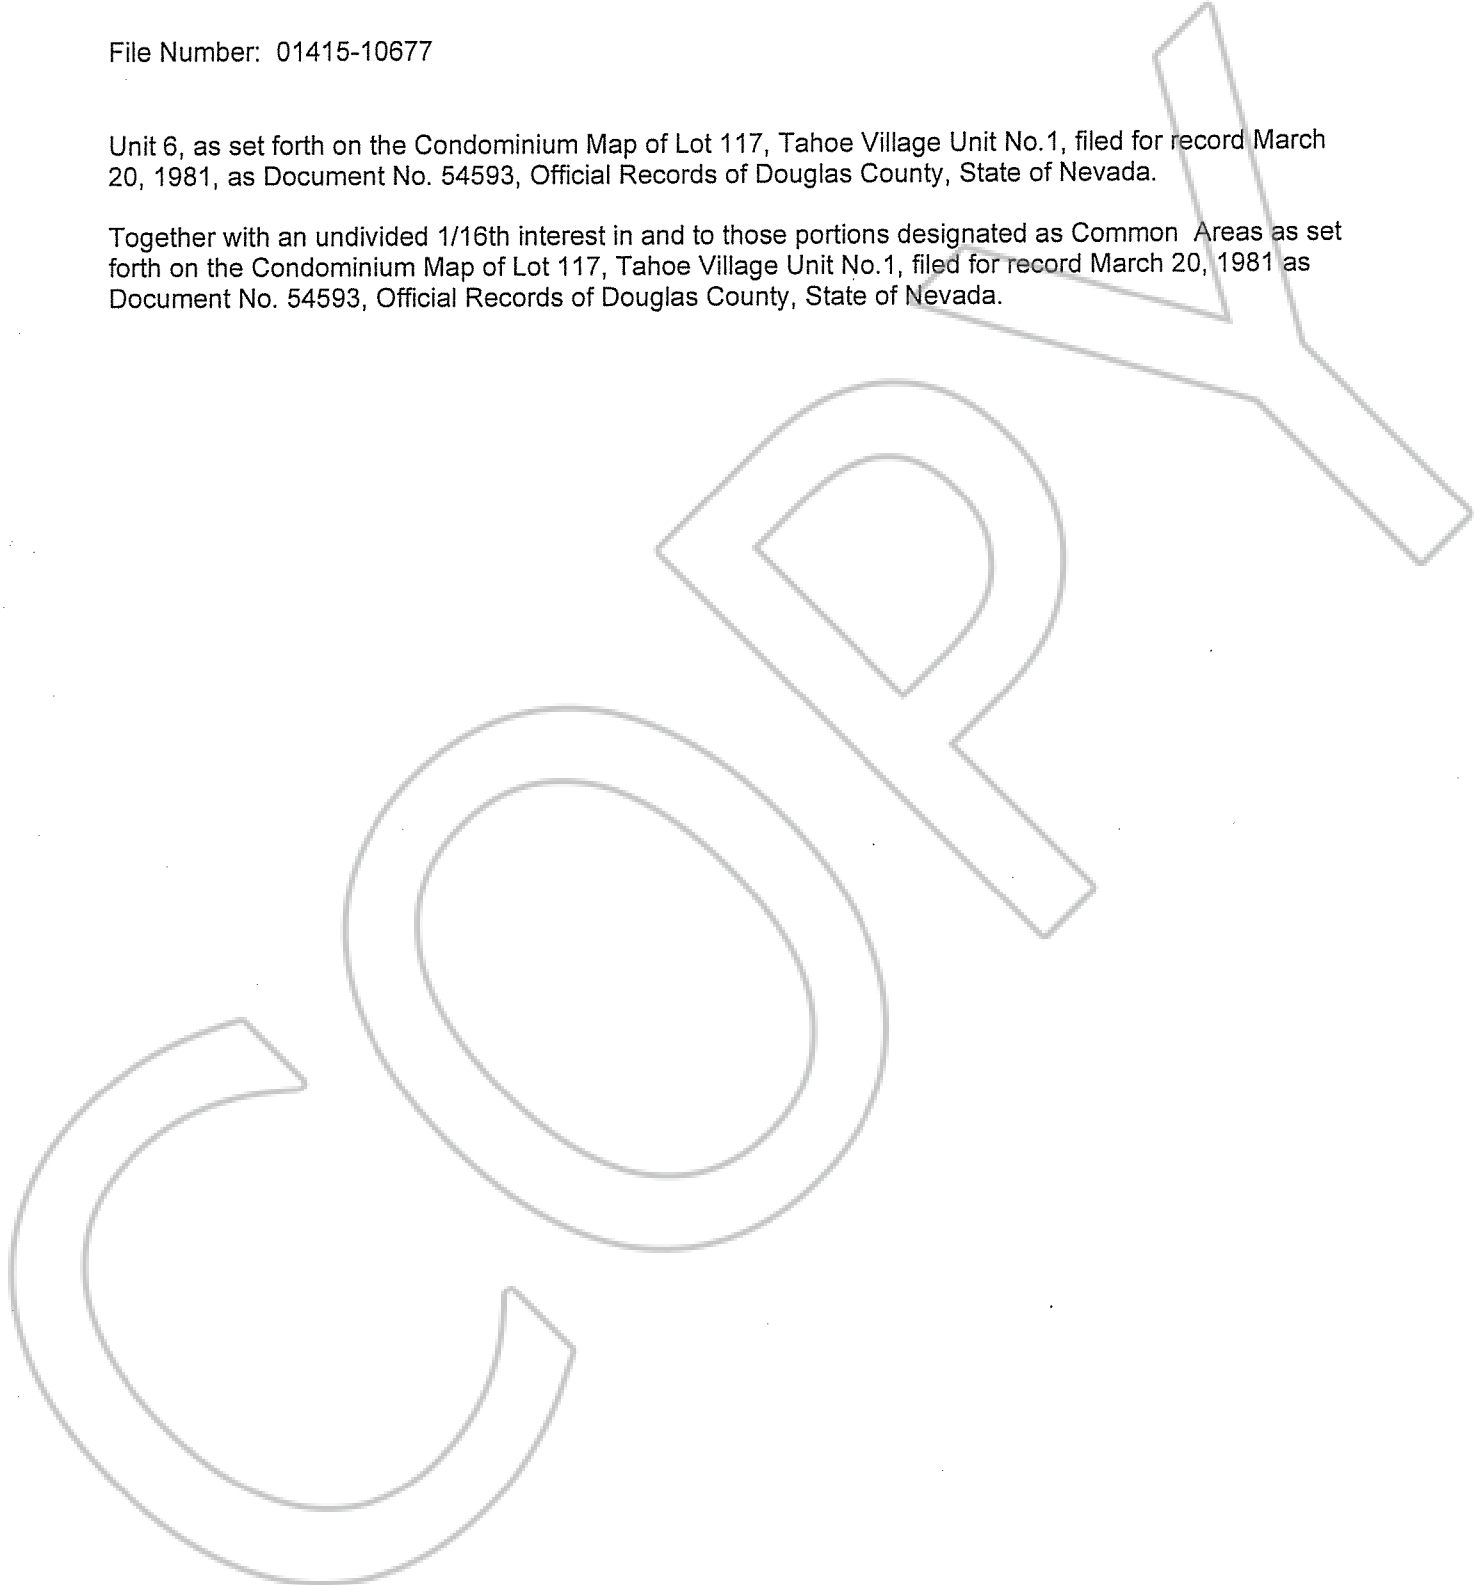 File Number: 01415-10677
Unit 6, as set forth on the Condominium Map of Lot 117, Tahoe Village Unit No.1, filed for record March
20, 1981, as Document No. 54593, Official Records of Douglas County, State of Nevada.
Together with an undivided 1/16th interest in and to those portions designated as Common Areas as set
forth on the Condominium Map of Lot 117, Tahoe Village Unit No.1, filed for record March 20, 1981 as
Document No. 54593, Official Records of Douglas County, State of Nevada.
COPY